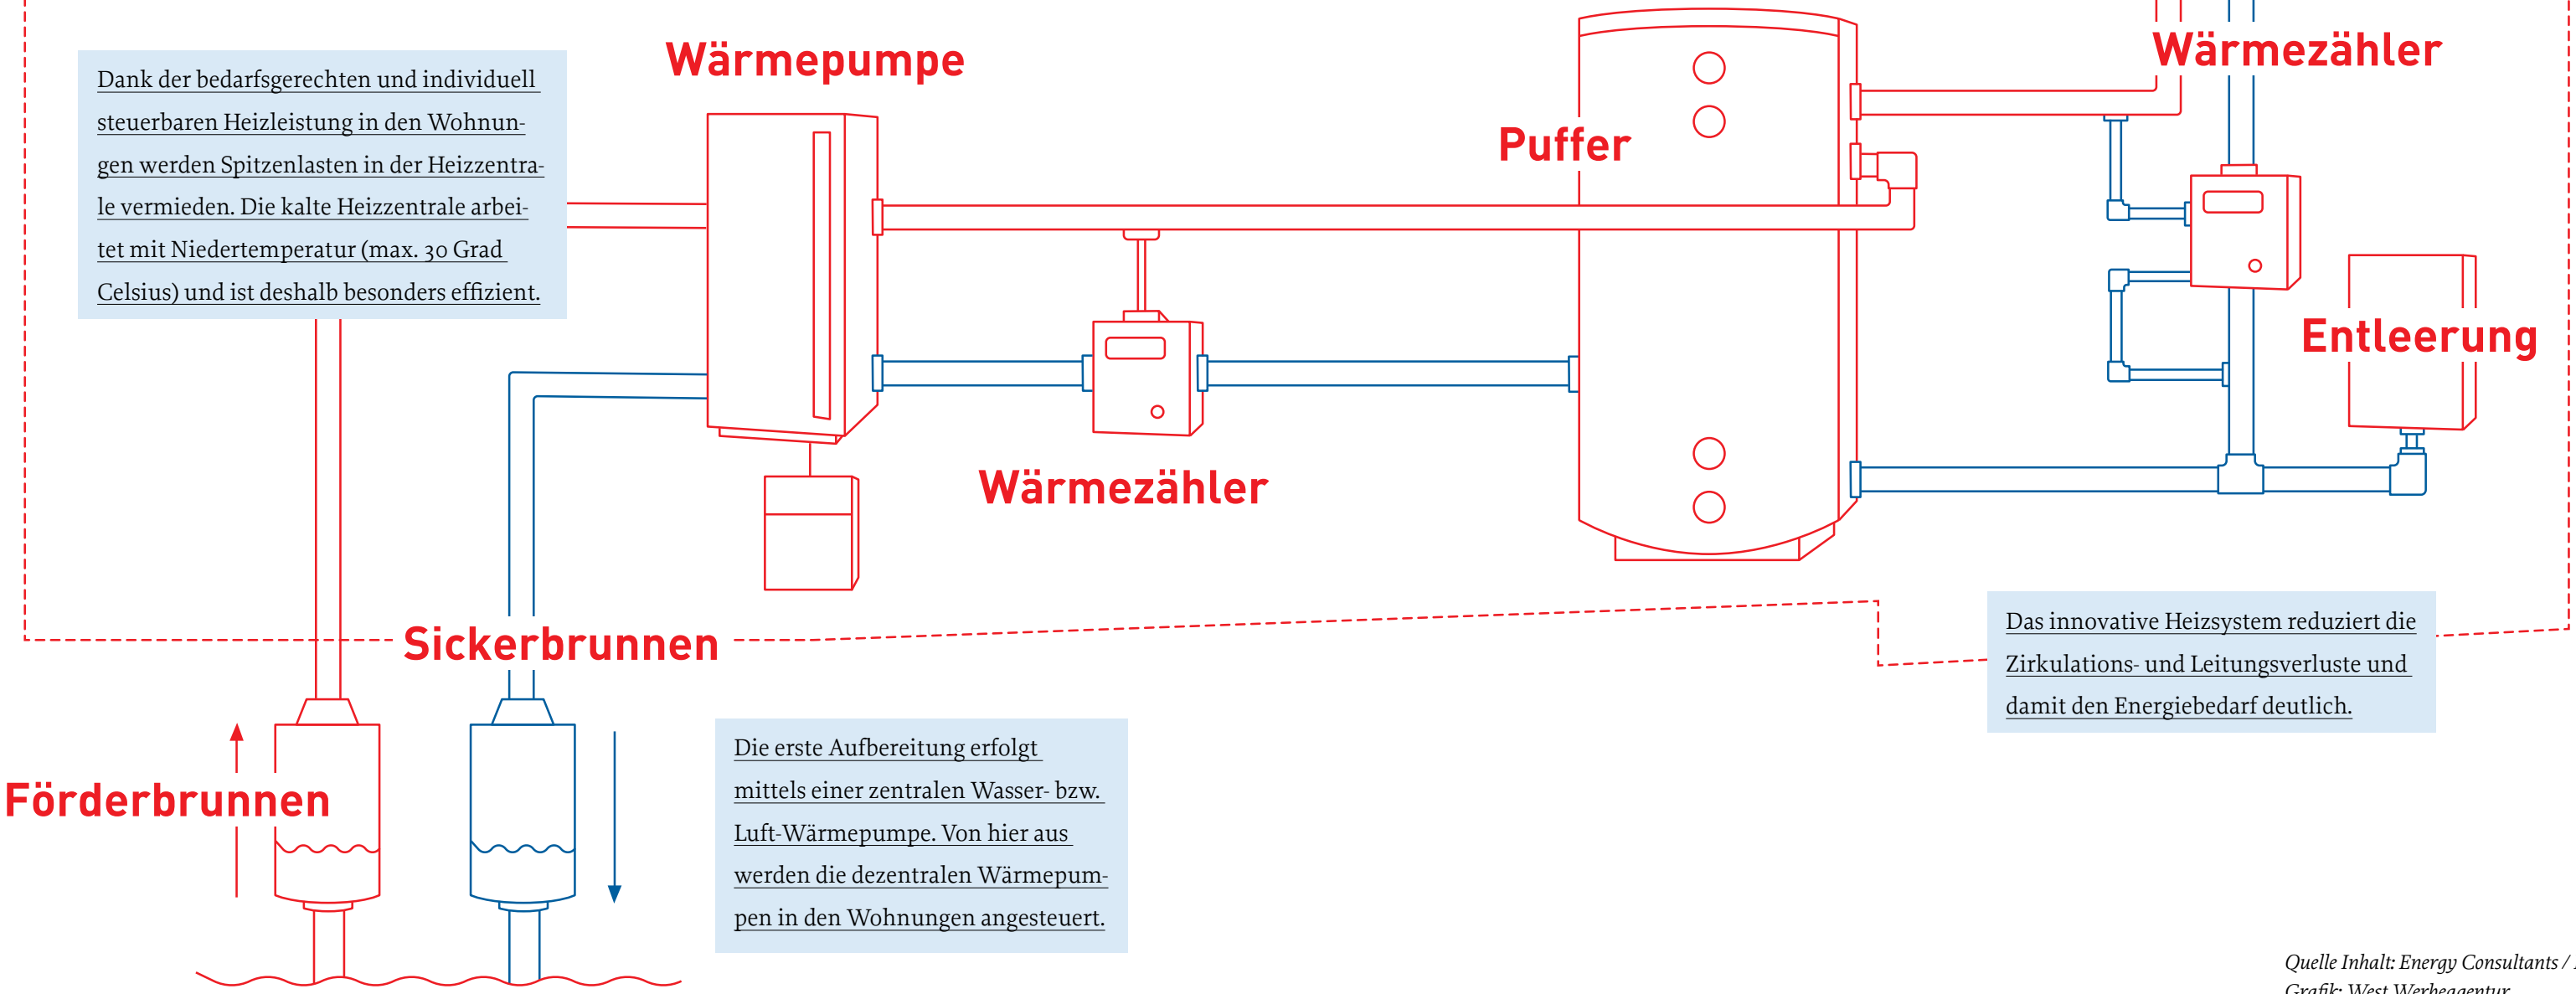 Wärmepumpe
Wärmezähler
Dank der bedarfsgerechten und individuell
steuerbaren Heizleistung in den Wohnun-
gen werden Spitzenlasten in der Heizzentra-
le vermieden. Die kalte Heizzentrale arbei-
tet mit Niedertemperatur (max. 30 Grad
Celsius) und ist deshalb besonders effizient.
Puffer
Entleerung
Wärmezähler
Sickerbrunnen
Das innovative Heizsystem reduziert die
Zirkulations- und Leitungsverluste und
damit den Energiebedarf deutlich.
Förderbrunnen
Die erste Aufbereitung erfolgt
mittels einer zentralen Wasser- bzw.
Luft-Wärmepumpe. Von hier aus
werden die dezentralen Wärmepum-
pen in den Wohnungen angesteuert.
Quelle Inhalt: Energy Consultants /
Grafik: West Werbeagentur